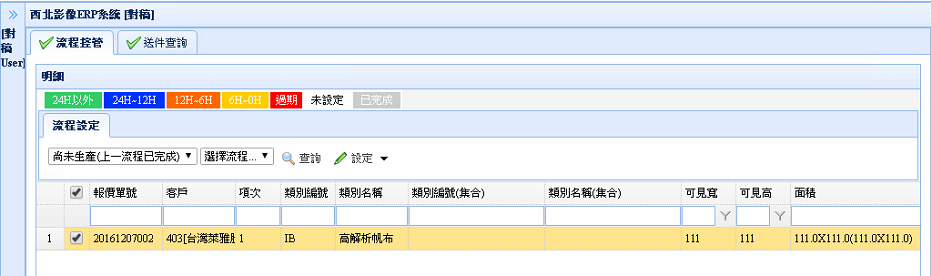 西北影像ERP系統 [對稿]
[對稿User]
流程控管 送件查詢
明細
24H以外 24H~12H 12H~6H 6H~0H 過期 未設定 已完成
流程設定
尚未生產(上一流程已完成) 選擇流程... 查詢 設定
報價單號 客戶 項次 類別編號 類別名稱 類別編號(集合) 類別名稱(集合) 可見寬 可見高 面積
1 20161207002 403[台灣萊雅股 1 IB 高解析帆布 111 111 111.0X111.0(111.0X111.0)